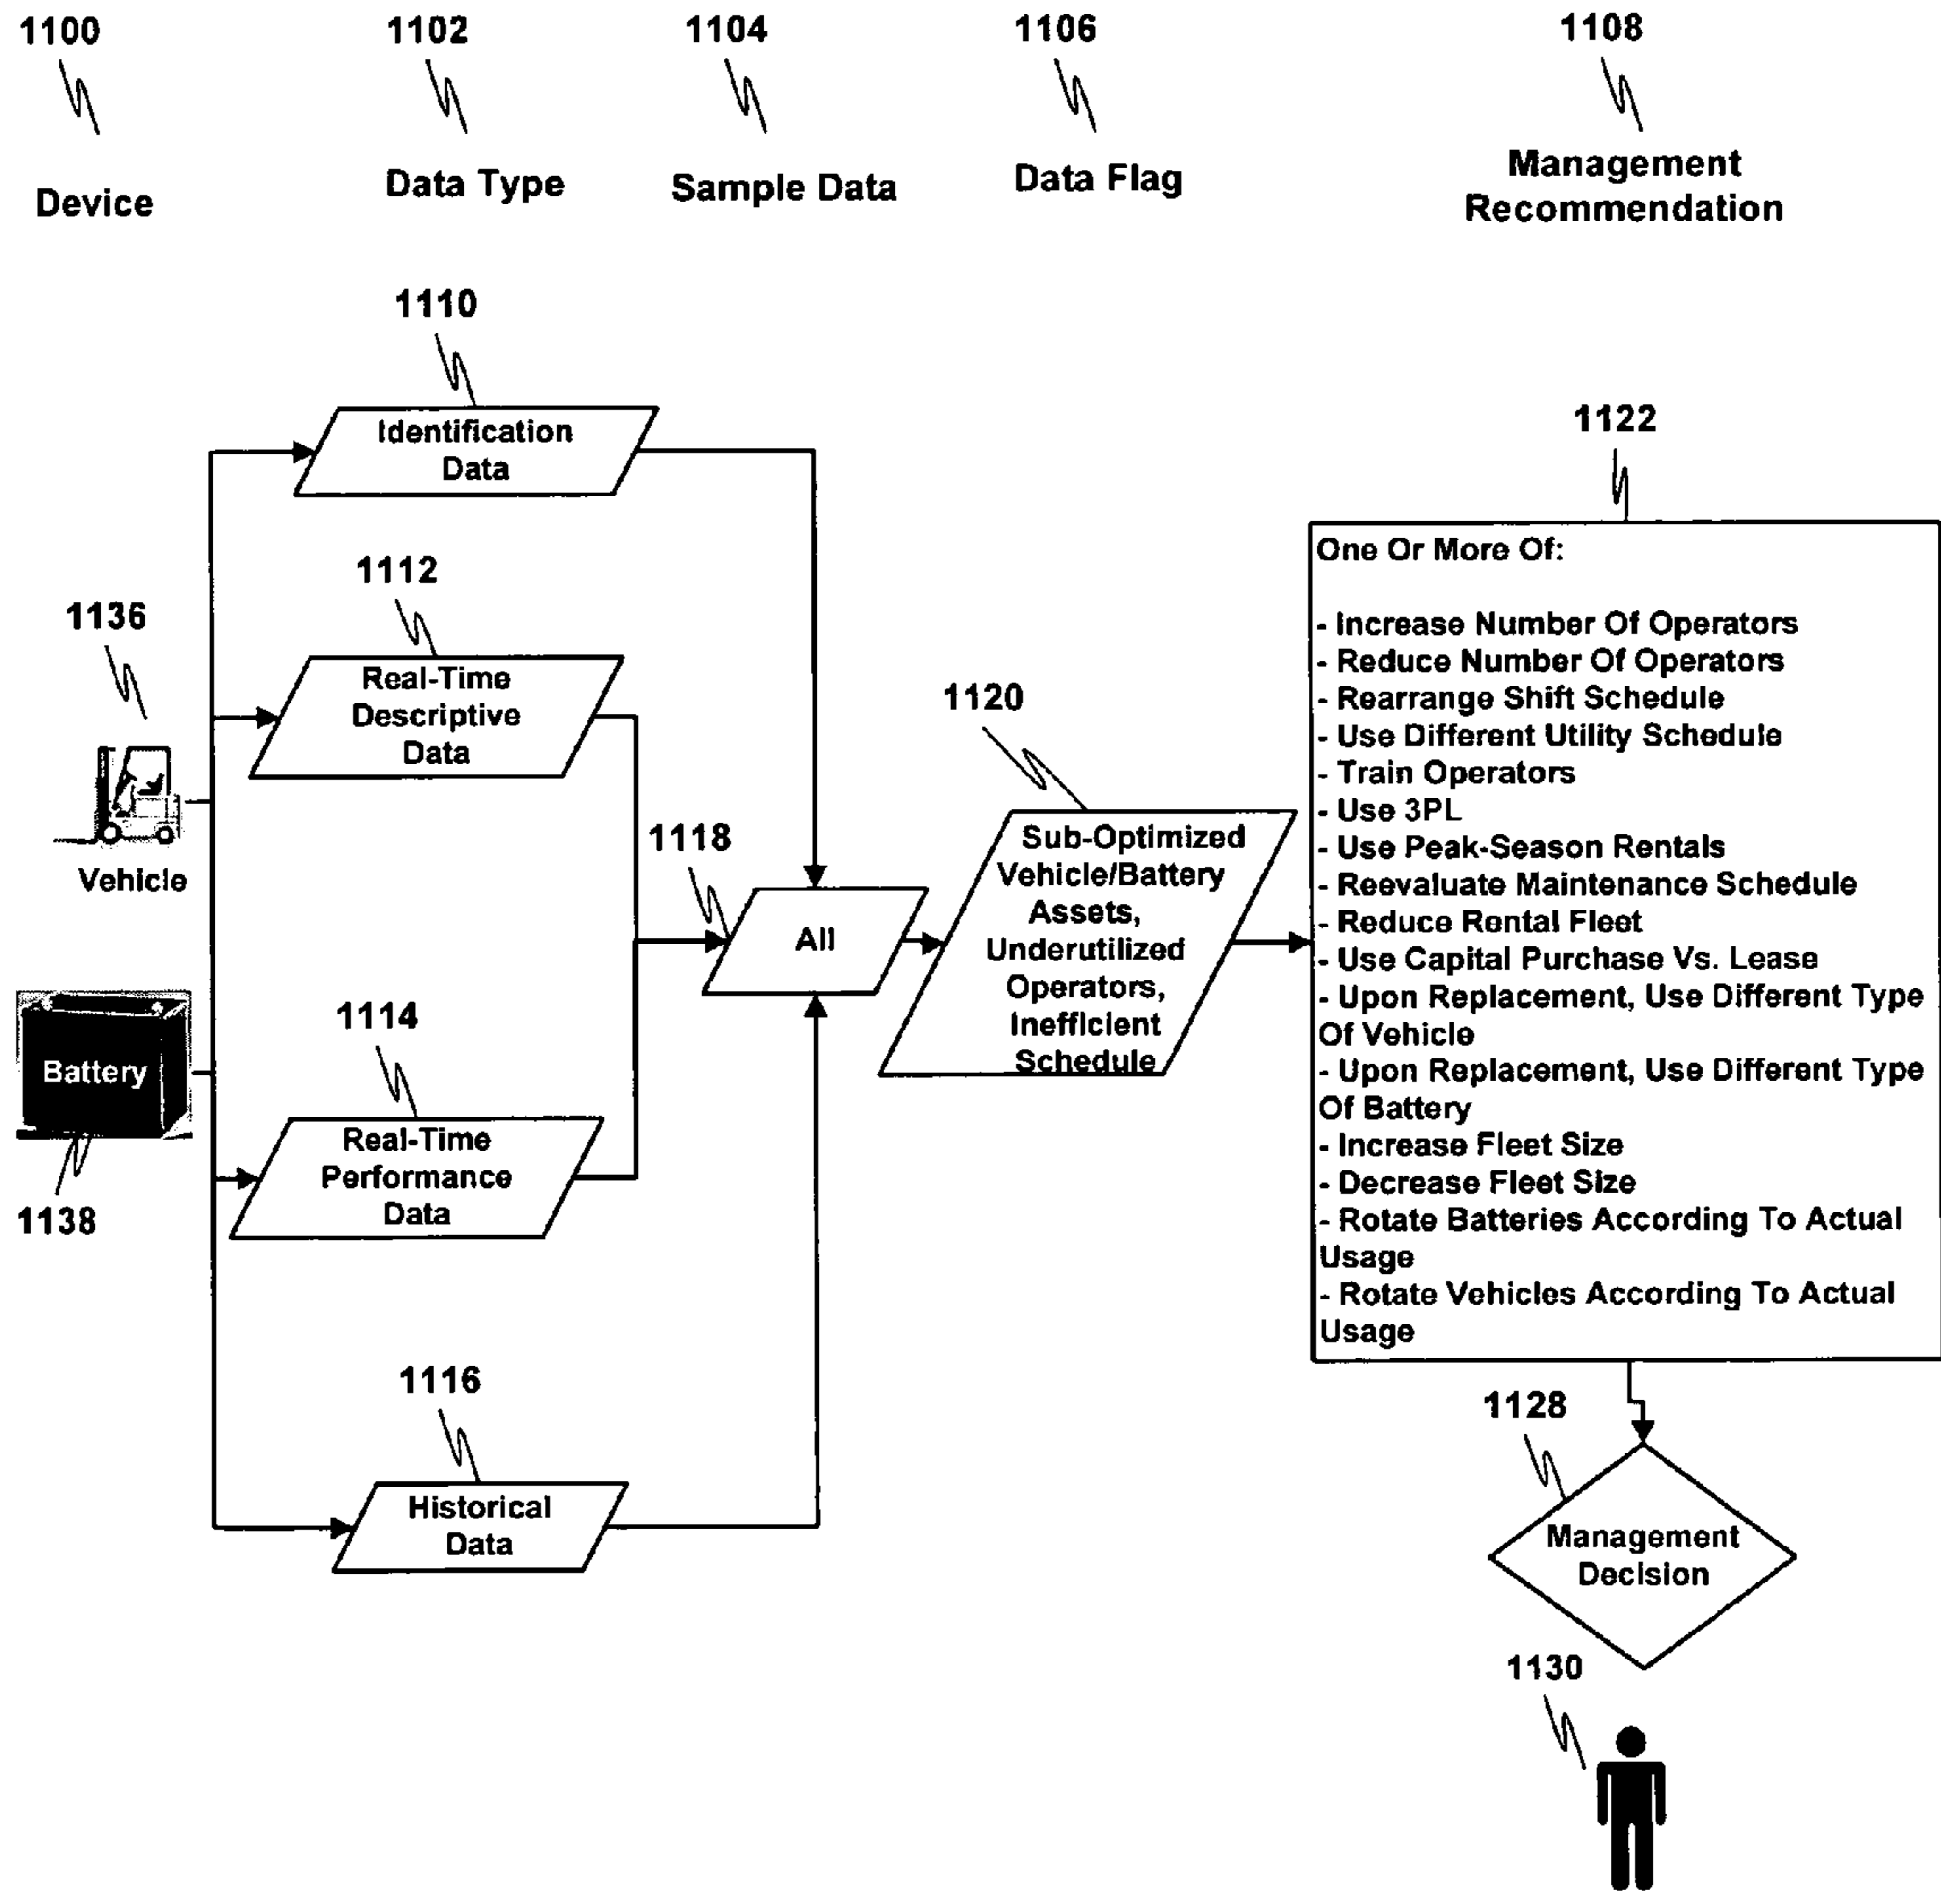 1100
1102
1104
1106
1108
Device
Data Type
Sample Data
Data Flag
Management
Recommendation
1110
Identification
Data
1112
Real-Time
Descriptive
Data
1136
Vehicle
Battery
1138
1114
Real-Time
Performance
Data
1116
Historical
Data
1118
All
1120
Sub-Optimized
Vehicle/Battery
Assets,
Underutilized
Operators,
Inefficient
Schedule
1122
One Or More Of:
- Increase Number Of Operators
- Reduce Number Of Operators
- Rearrange Shift Schedule
- Use Different Utility Schedule
- Train Operators
- Use 3PL
- Use Peak-Season Rentals
- Reevaluate Maintenance Schedule
- Reduce Rental Fleet
- Use Capital Purchase Vs. Lease
- Upon Replacement, Use Different Type
Of Vehicle
- Upon Replacement, Use Different Type
Of Battery
- Increase Fleet Size
- Decrease Fleet Size
- Rotate Batteries According To Actual
Usage
- Rotate Vehicles According To Actual
Usage
1128
Management
Decision
1130